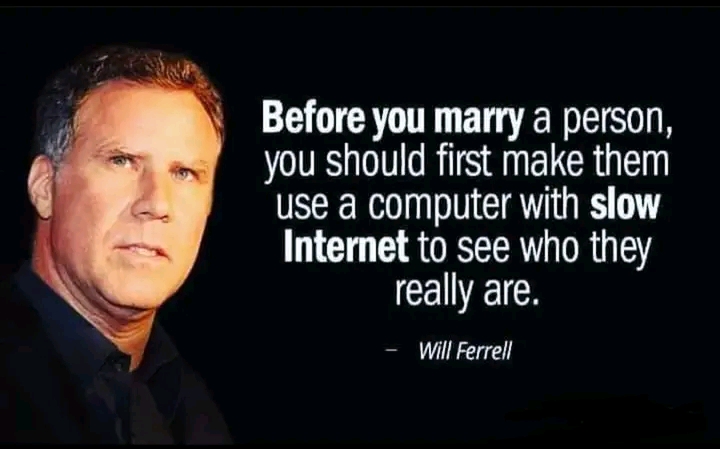 Before you marry a person,
you should first make them
use a computer with slow
Internet to see who they
really are.
– Will Ferrell